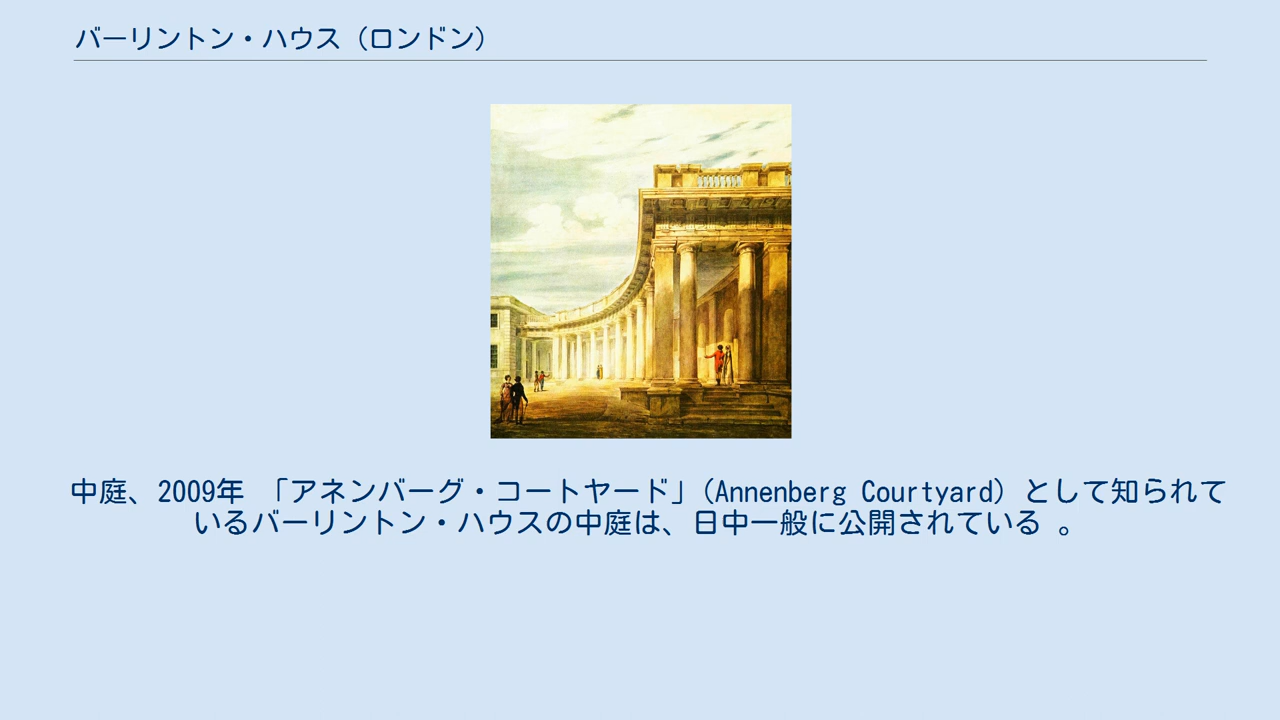 バーリントン・ハウス（ロンドン）
中庭、2009年 「アネンバーグ・コートヤード」（Annenberg Courtyard）として知られて
いるバーリントン・ハウスの中庭は、日中一般に公開されている 。